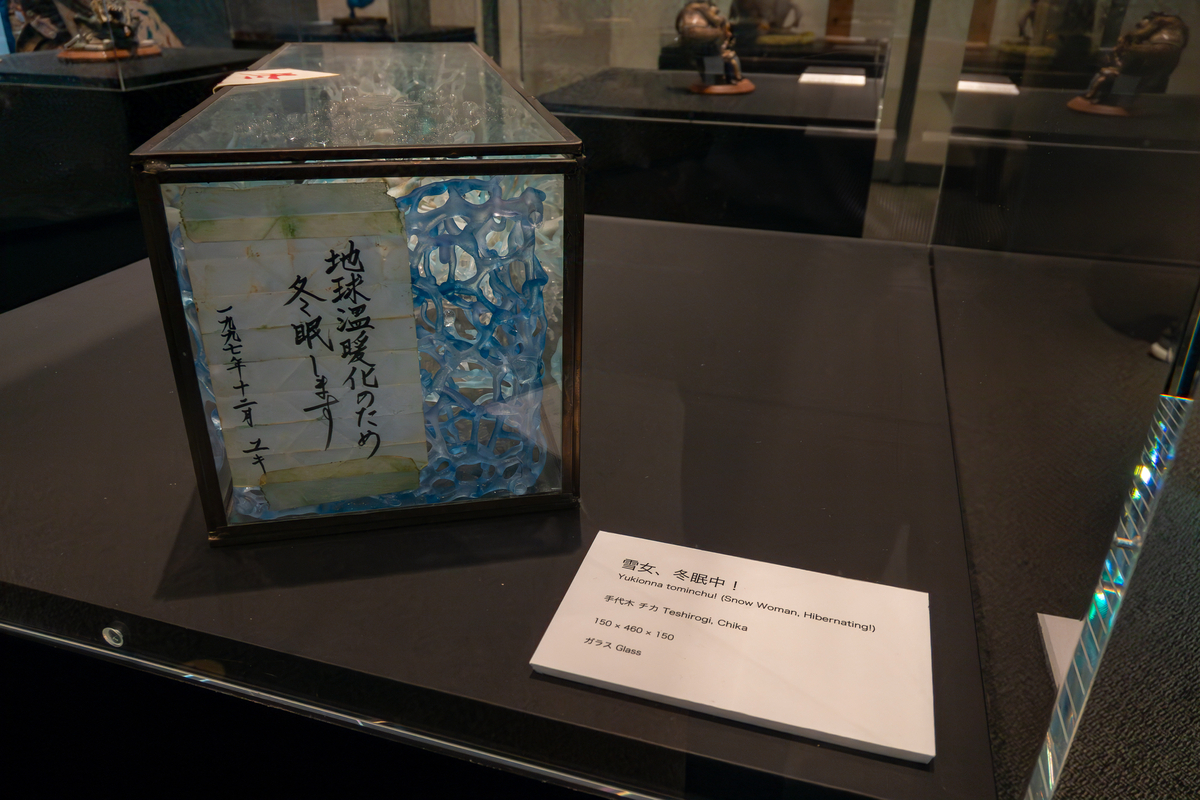 地球温暖化のため
冬眠します
一九九七年十二月 ユキ
雪女、冬眠中！
Yukionna tominchu! (Snow Woman, Hibernating!)
手代木 チカ Teshirogi, Chika
150 × 460 × 150
ガラス Glass